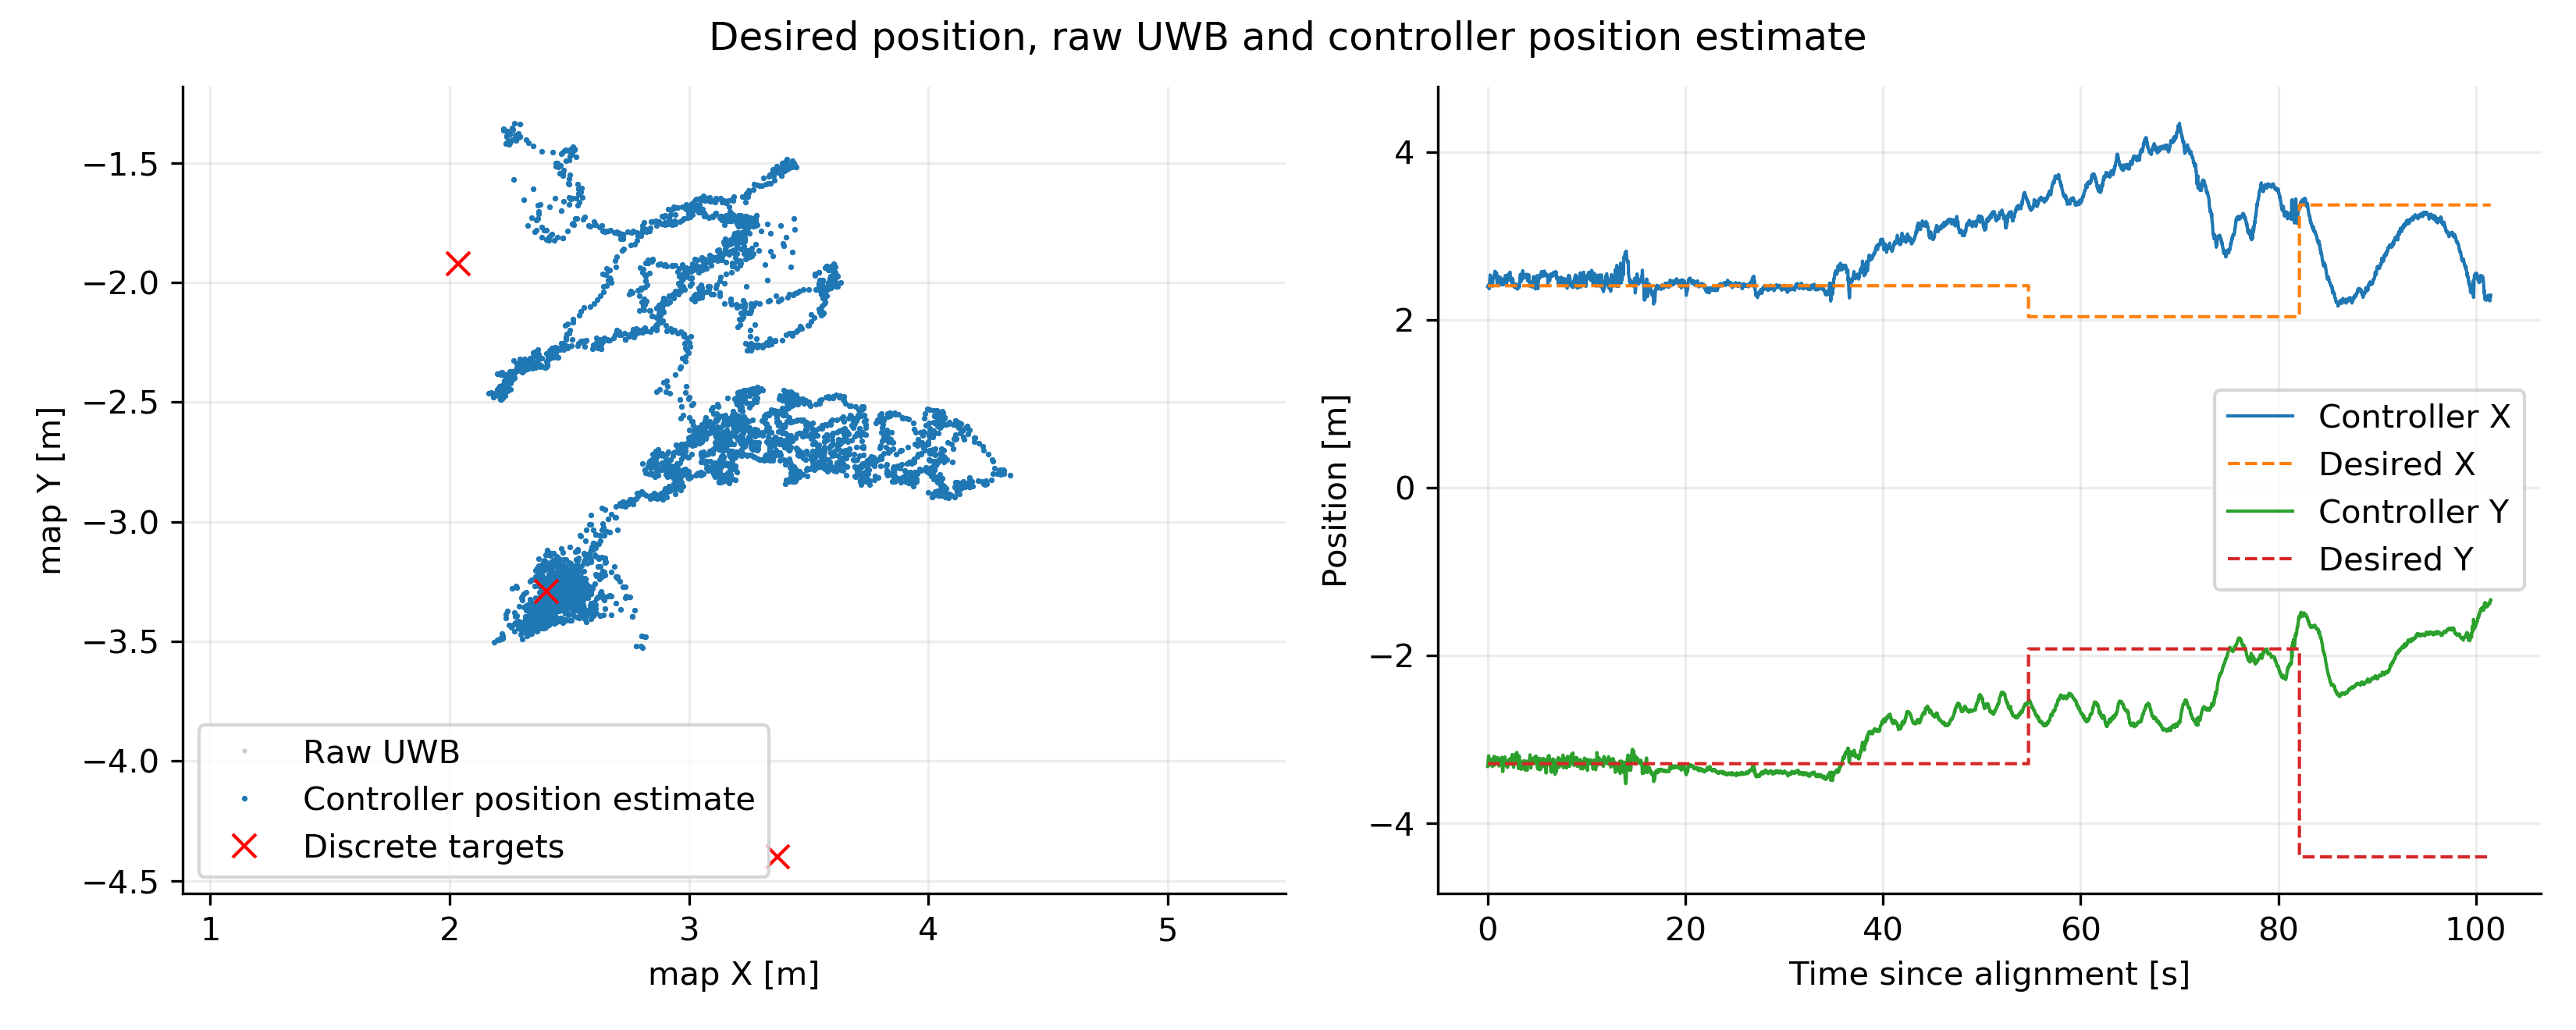 Desired position, raw UWB and controller position estimate
−1.5
−2.0
−2.5
−3.0
−3.5
−4.0
−4.5
map Y [m]
Raw UWB
Controller position estimate
Discrete targets
1 2 3 4 5
map X [m]
4
2
0
−2
−4
Position [m]
Controller X
Desired X
Controller Y
Desired Y
0 20 40 60 80 100
Time since alignment [s]